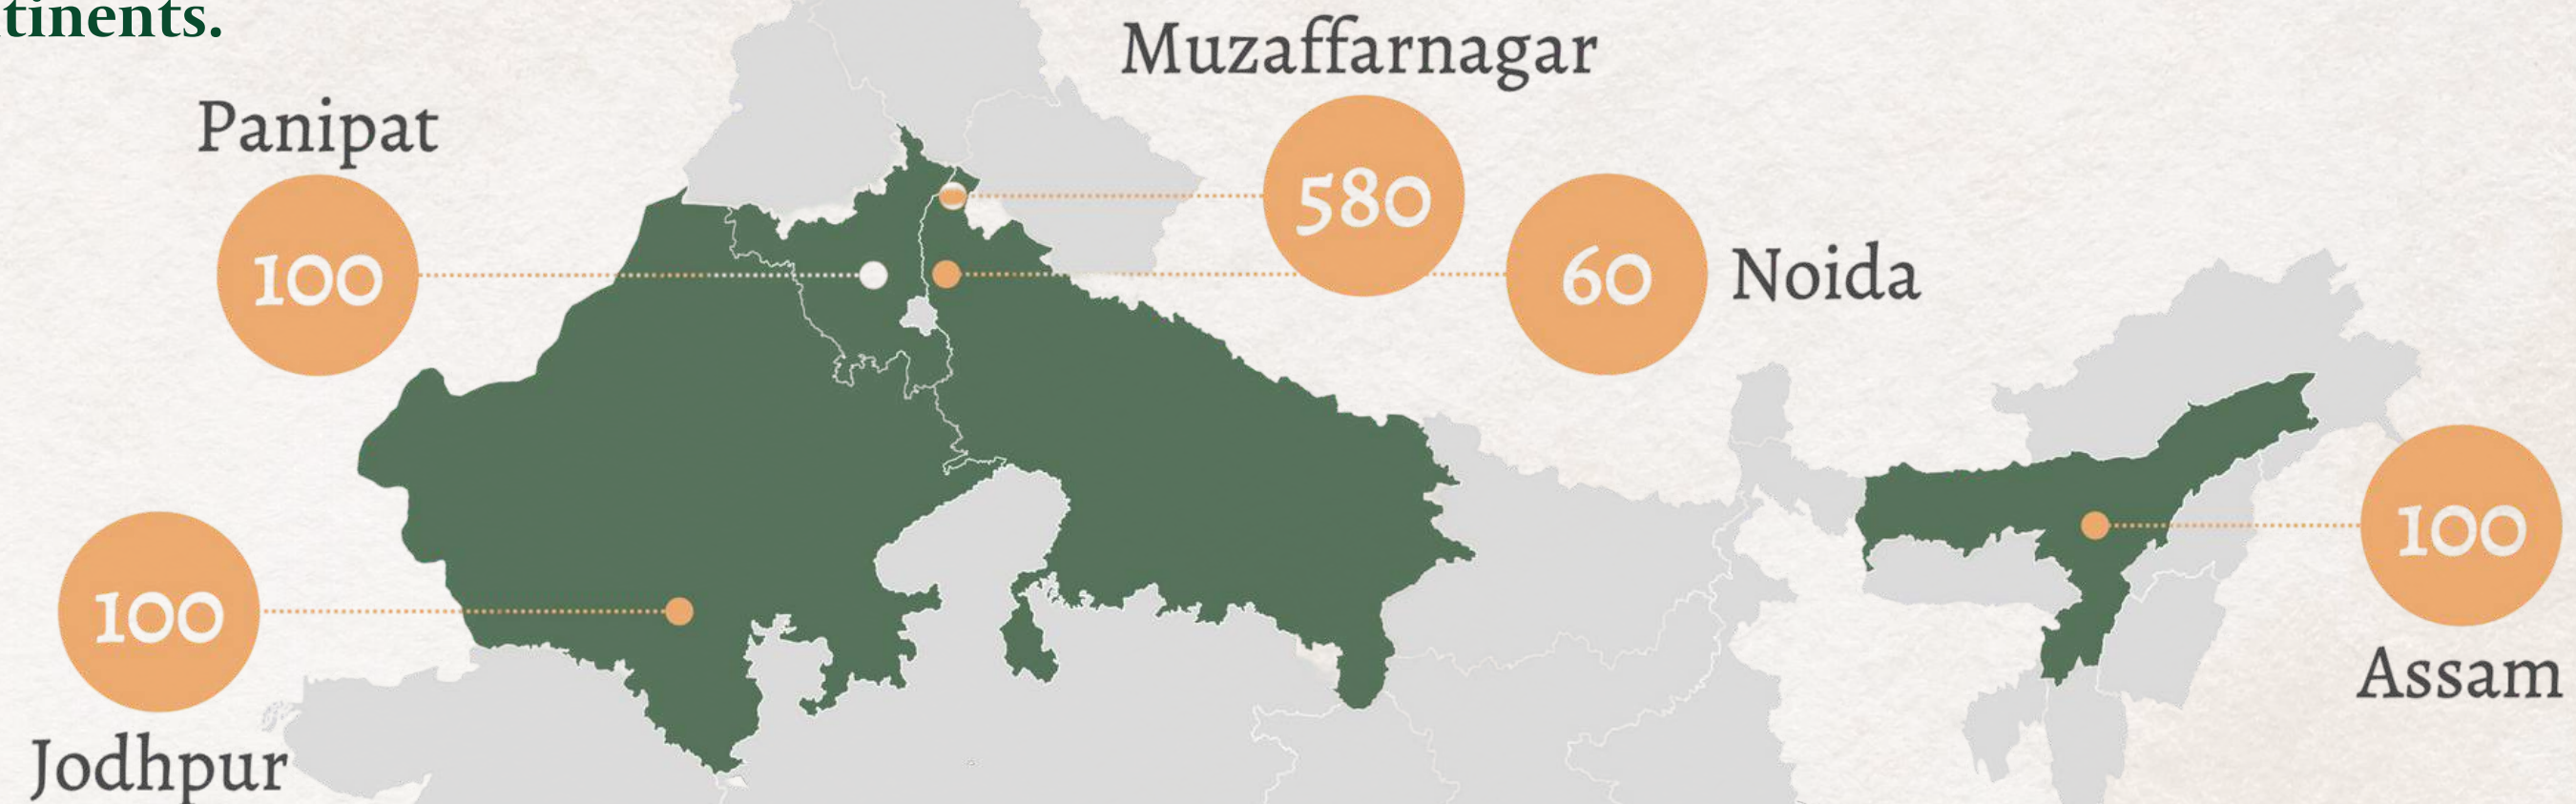 tinents.
Muzaffarnagar
580
Panipat
100
60
Noida
100
Jodhpur
100
Assam